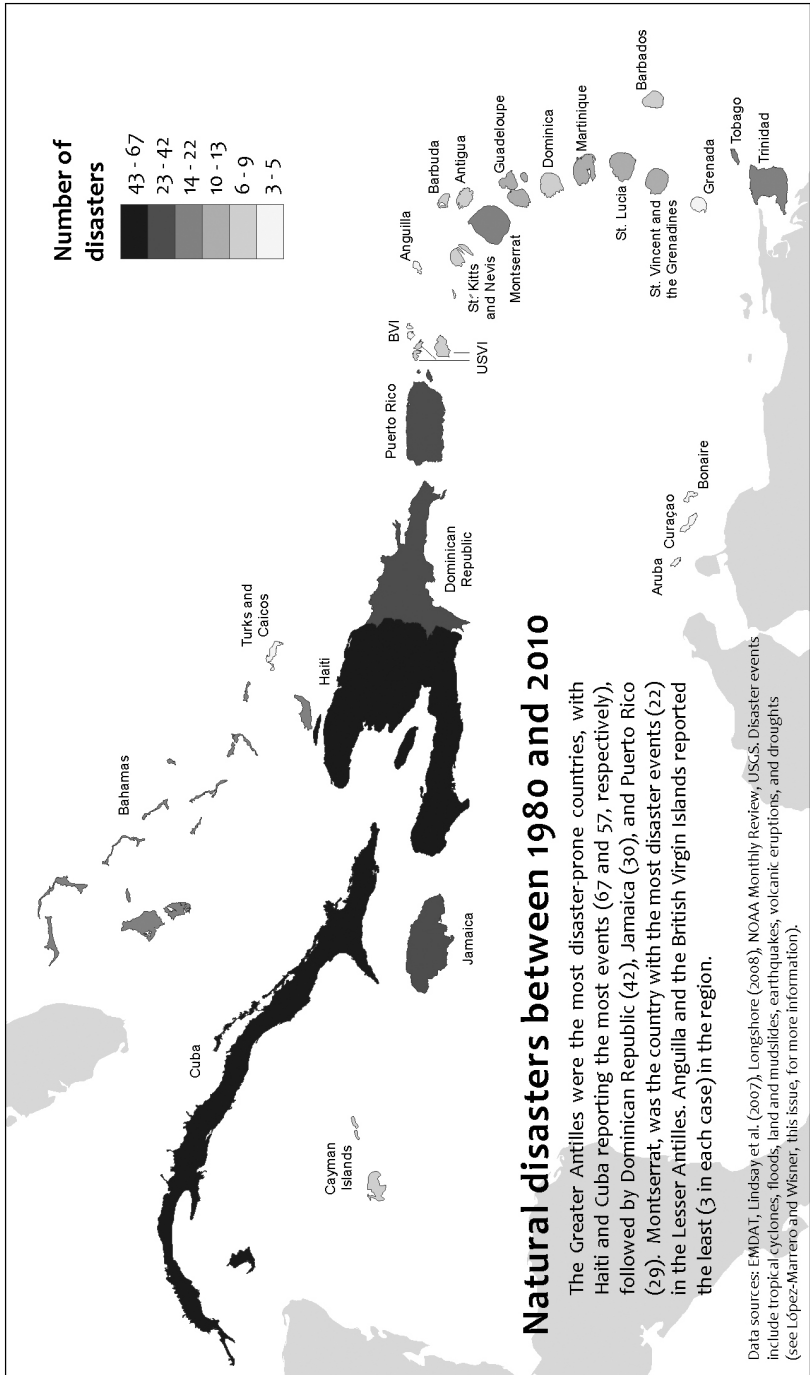 Number of
disasters
43 - 67
23 - 42
14 - 22
10 - 13
6 - 9
3 - 5
Bahamas
Turks and
Caicos
Cuba
Haiti
Cayman
Islands
Jamaica
Dominican
Republic
Puerto Rico
BVI
USVI
Anguilla
Barbuda
Antigua
St. Kitts
and Nevis
Montserrat
Guadeloupe
Dominica
Martinique
St. Lucia
Barbados
St. Vincent and
the Grenadines
Grenada
Tobago
Trinidad
Aruba
Curaçao
Bonaire
Natural disasters between 1980 and 2010
The Greater Antilles were the most disaster-prone countries, with
Haiti and Cuba reporting the most events (67 and 57, respectively),
followed by Dominican Republic (42), Jamaica (30), and Puerto Rico
(29). Montserrat, was the country with the most disaster events (22)
in the Lesser Antilles. Anguilla and the British Virgin Islands reported
the least (3 in each case) in the region.
Data sources: EMDAT, Lindsay et al. (2007), Longshore (2008), NOAA Monthly Review, USGS. Disaster events
include tropical cyclones, floods, land and mudslides, earthquakes, volcanic eruptions, and droughts
(see López-Marrero and Wisner, this issue, for more information).